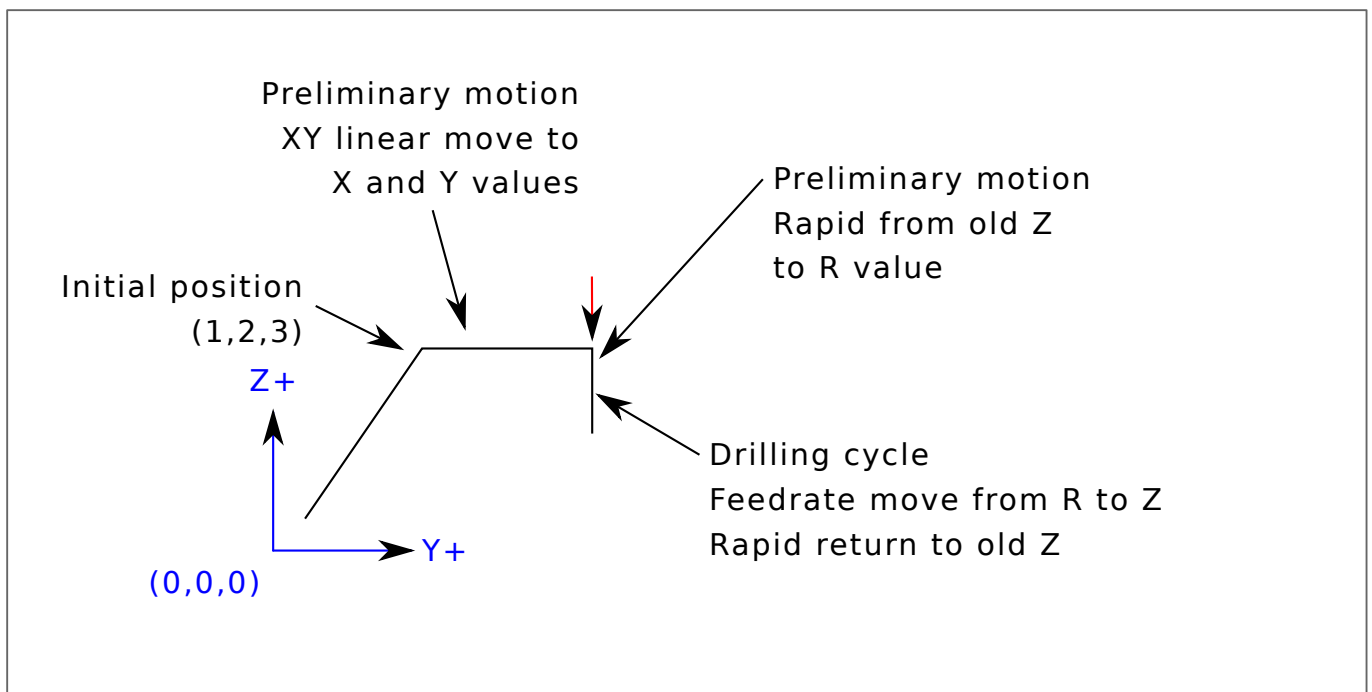 Preliminary motion
XY linear move to
X and Y values
Preliminary motion
Rapid from old Z
to R value
Initial position
(1,2,3)
Z+
Drilling cycle
Feedrate move from R to Z
Rapid return to old Z
Y+
(0,0,0)